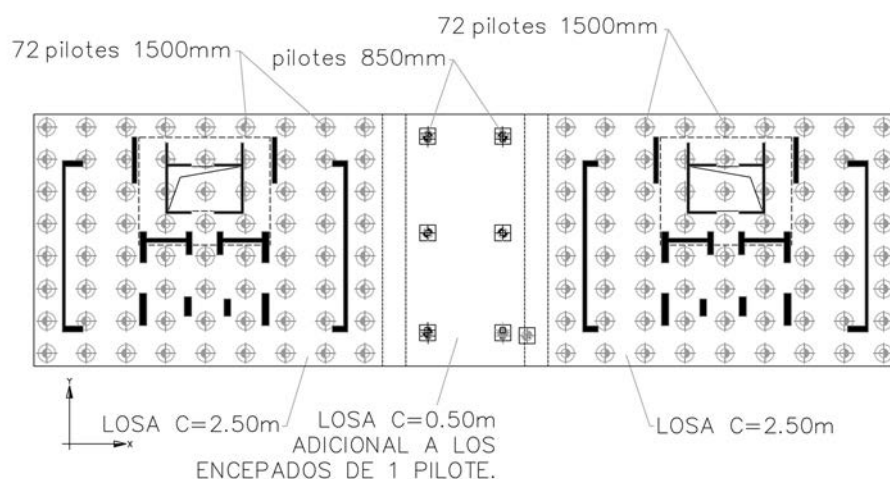 72 pilotes 1500mm
pilotes 850mm
72 pilotes 1500mm
Y
X
LOSA C=2.50m
LOSA C=0.50m
ADICIONAL A LOS
ENCEPADOS DE 1 PILOTE.
LOSA C=2.50m